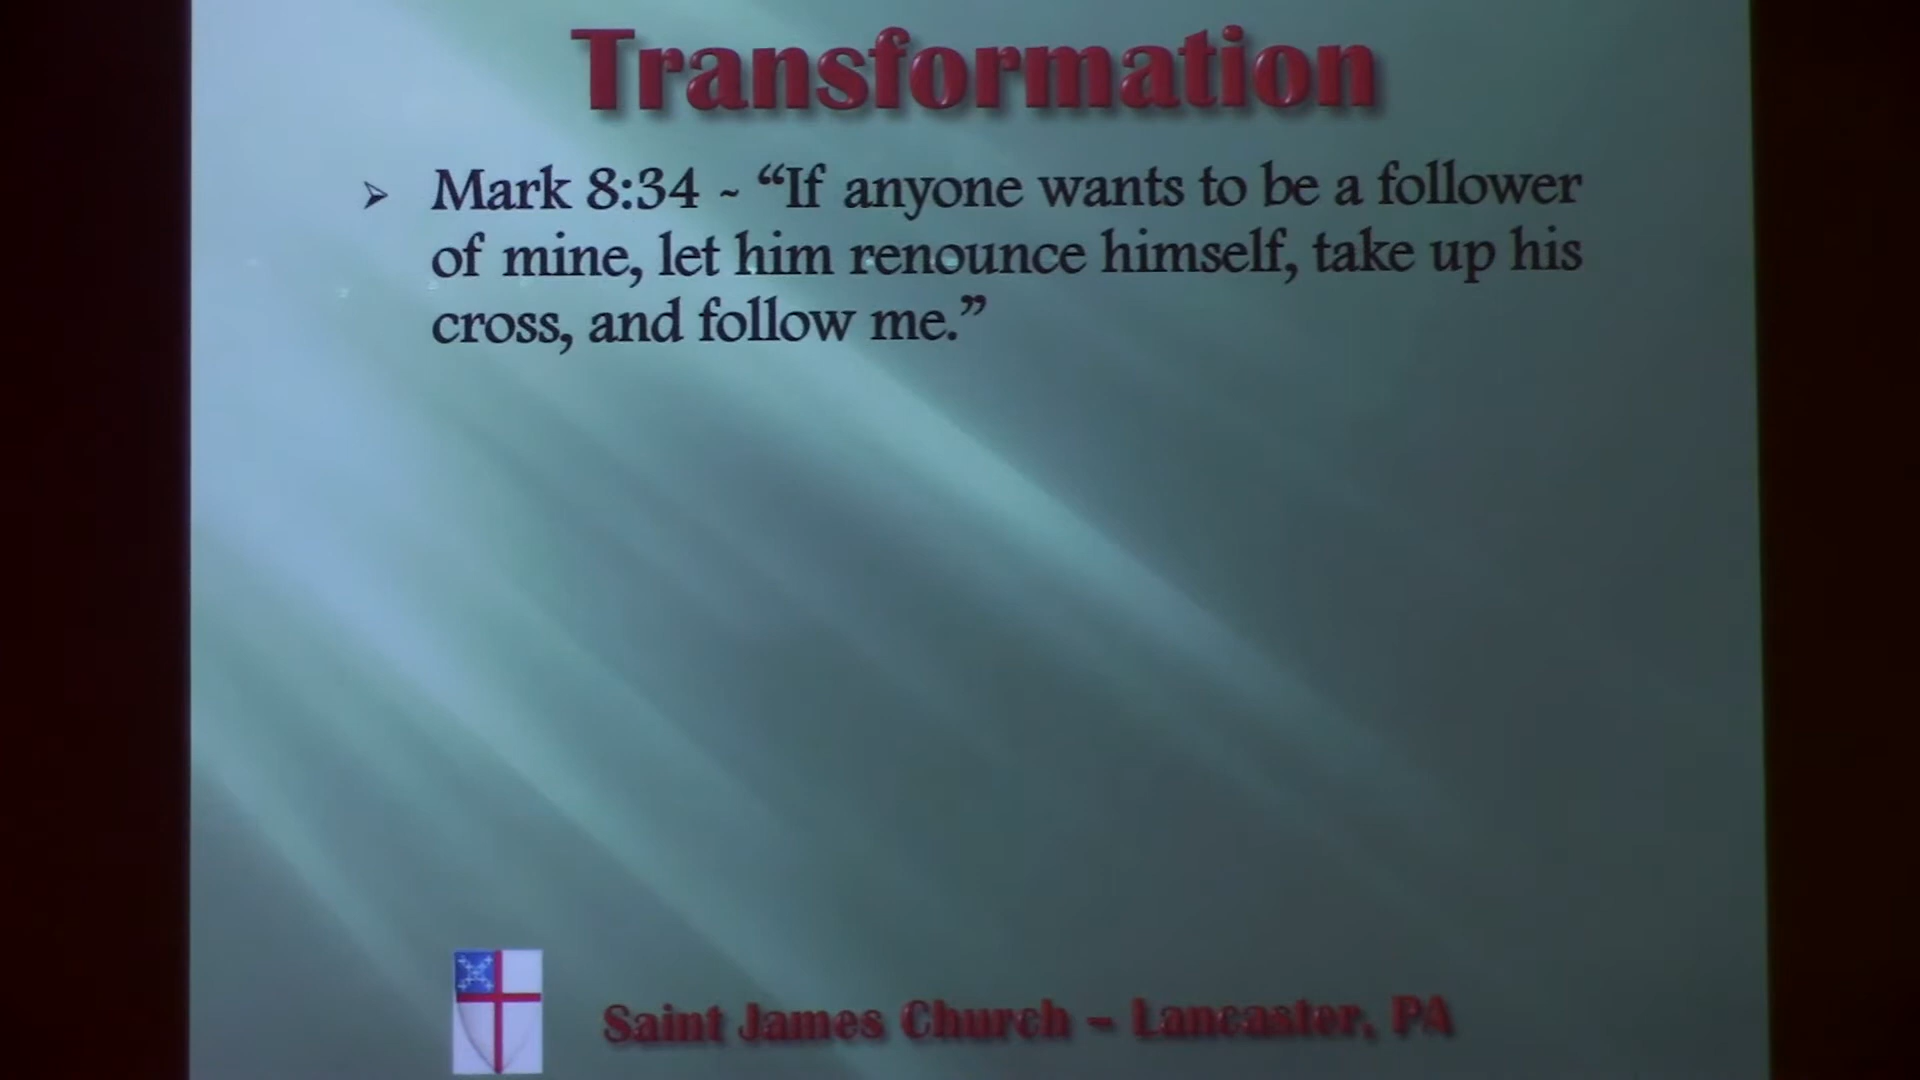 Transformation
➢ Mark 8:34 ~ “If anyone wants to be a follower
of mine, let him renounce himself, take up his
cross, and follow me.”
Saint James Church – Lancaster, PA